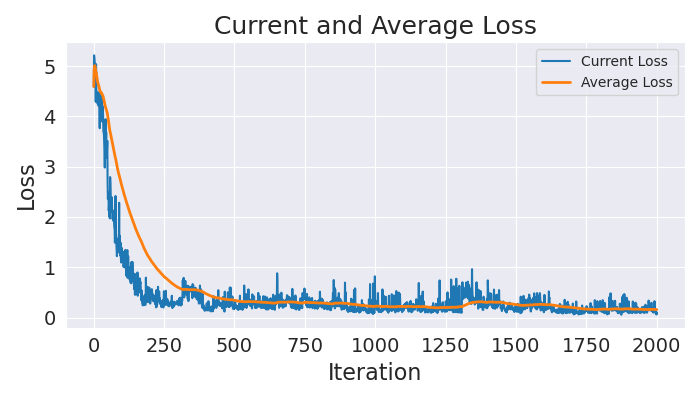 Current and Average Loss
Current Loss
Average Loss
Loss
5
4
3
2
1
0
0 250 500 750 1000 1250 1500 1750 2000
Iteration